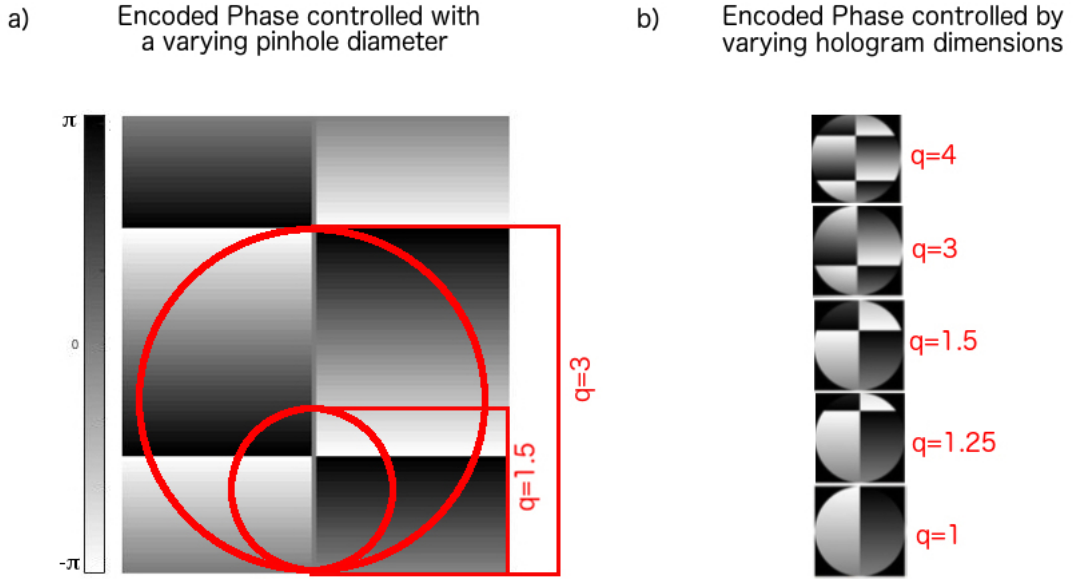 a)
Encoded Phase controlled with
a varying pinhole diameter
π
0
-π
q=3
q=1.5
b)
Encoded Phase controlled by
varying hologram dimensions
q=4
q=3
q=1.5
q=1.25
q=1